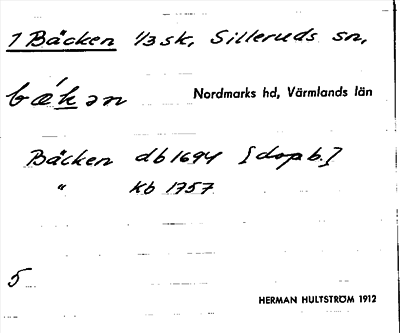 1 Bäcken 1/3 sk, Silleruds sn,
bœ́kən Nordmarks hd, Värmlands län
Bäcken db 1694 [dopb.]
" kb 1757
5
HERMAN HULTSTRÖM 1912